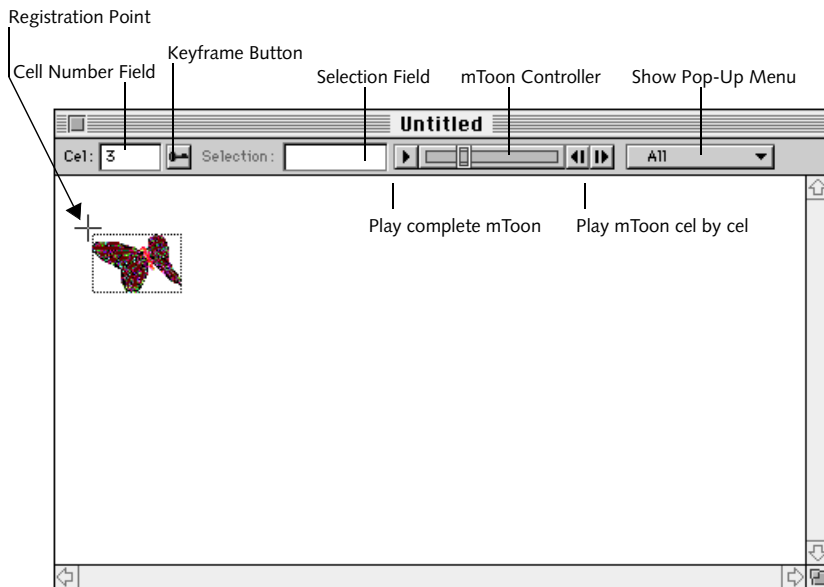 Registration Point
Keyframe Button
Cell Number Field
Selection Field
mToon Controller
Show Pop-Up Menu
Untitled
Cel: 3 Selection: All
Play complete mToon
Play mToon cel by cel